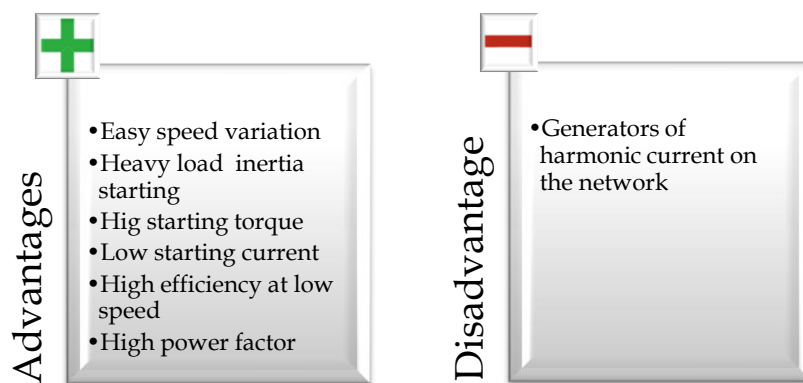 Advantages
•Easy speed variation
•Heavy load inertia
starting
•Hig starting torque
•Low starting current
•High efficiency at low
speed
•High power factor
Disadvantage
•Generators of
harmonic current on
the network